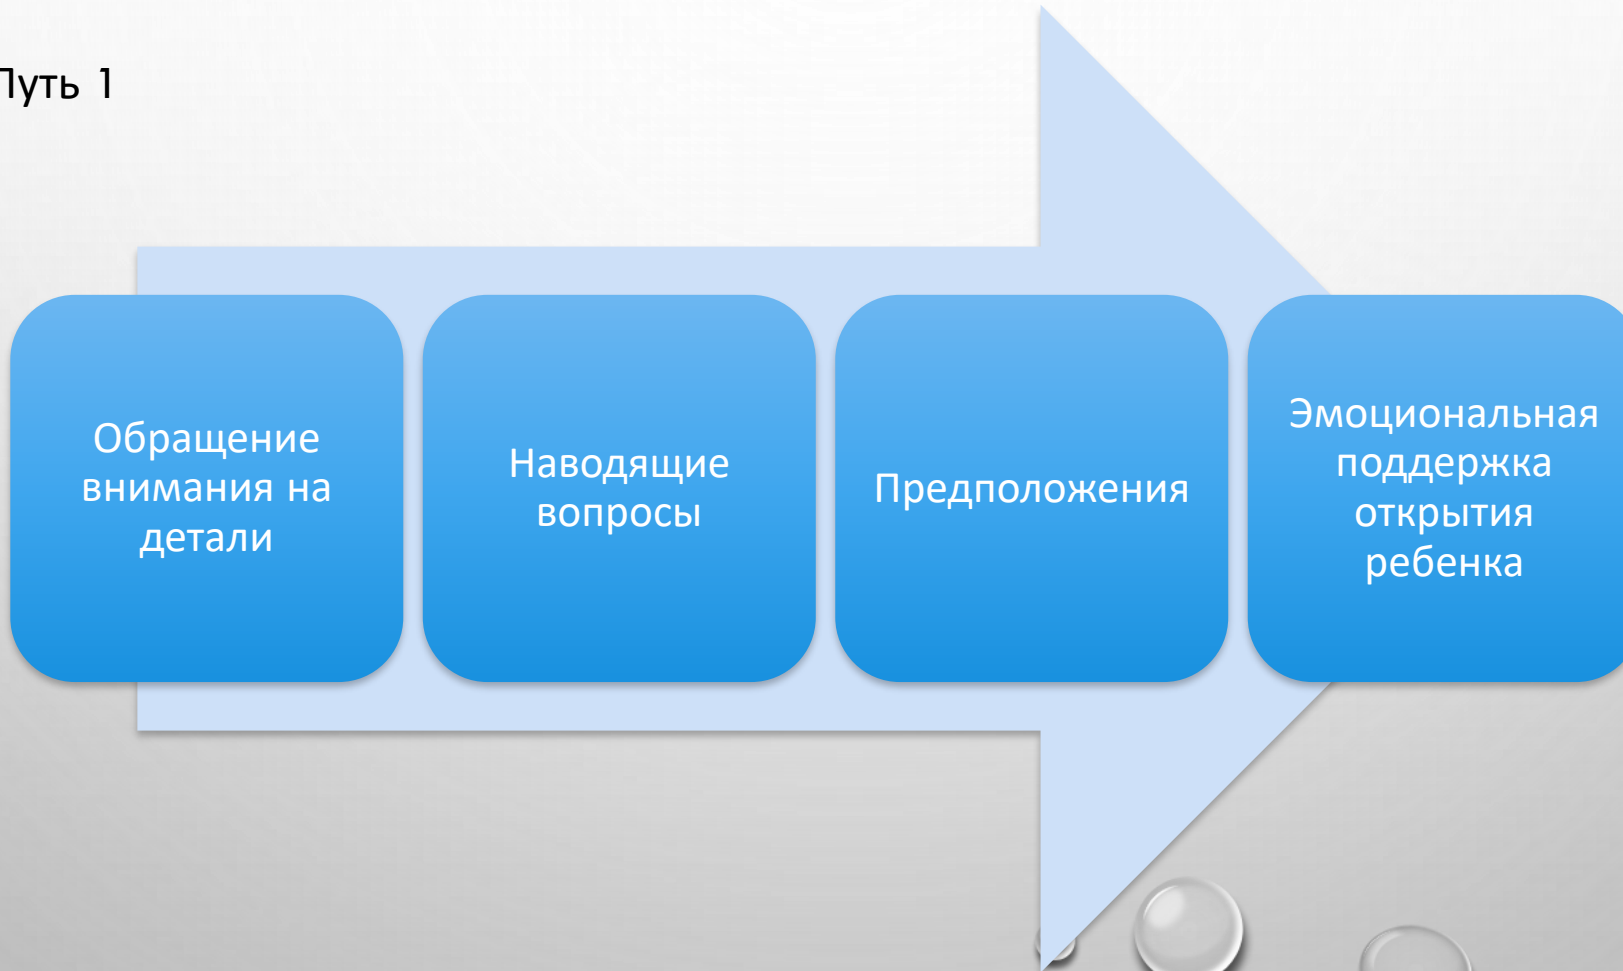 Путь 1
Обращение
внимания на
детали
Наводящие
вопросы
Предположения
Эмоциональная
поддержка
открытия
ребенка